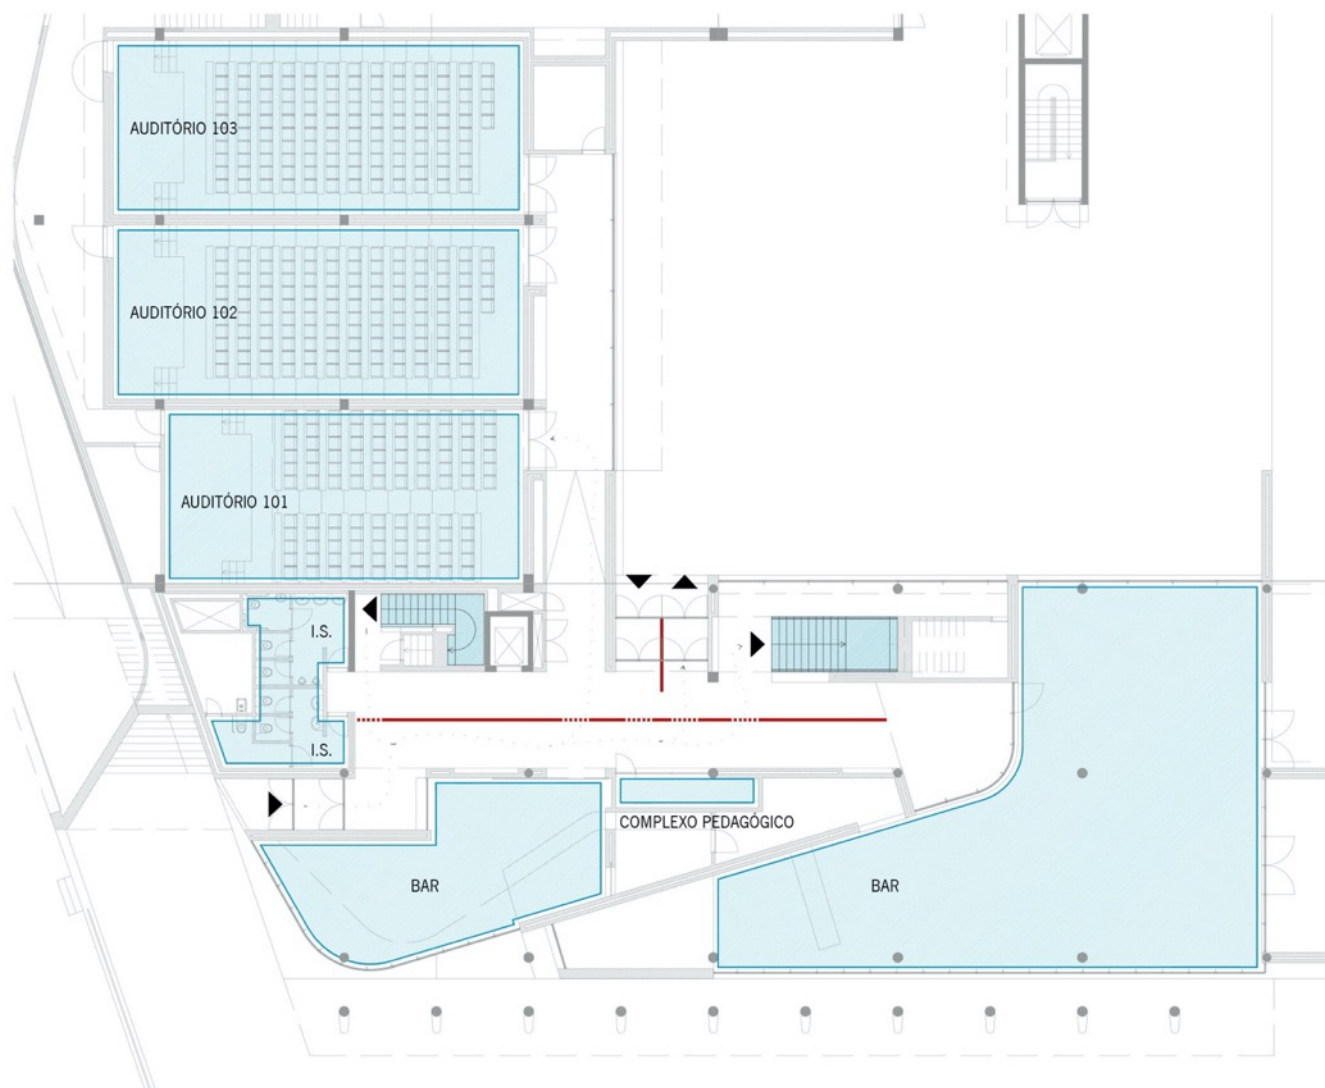 AUDITÓRIO 103
AUDITÓRIO 102
AUDITÓRIO 101
I.S.
I.S.
COMPLEXO PEDAGÓGICO
BAR
BAR